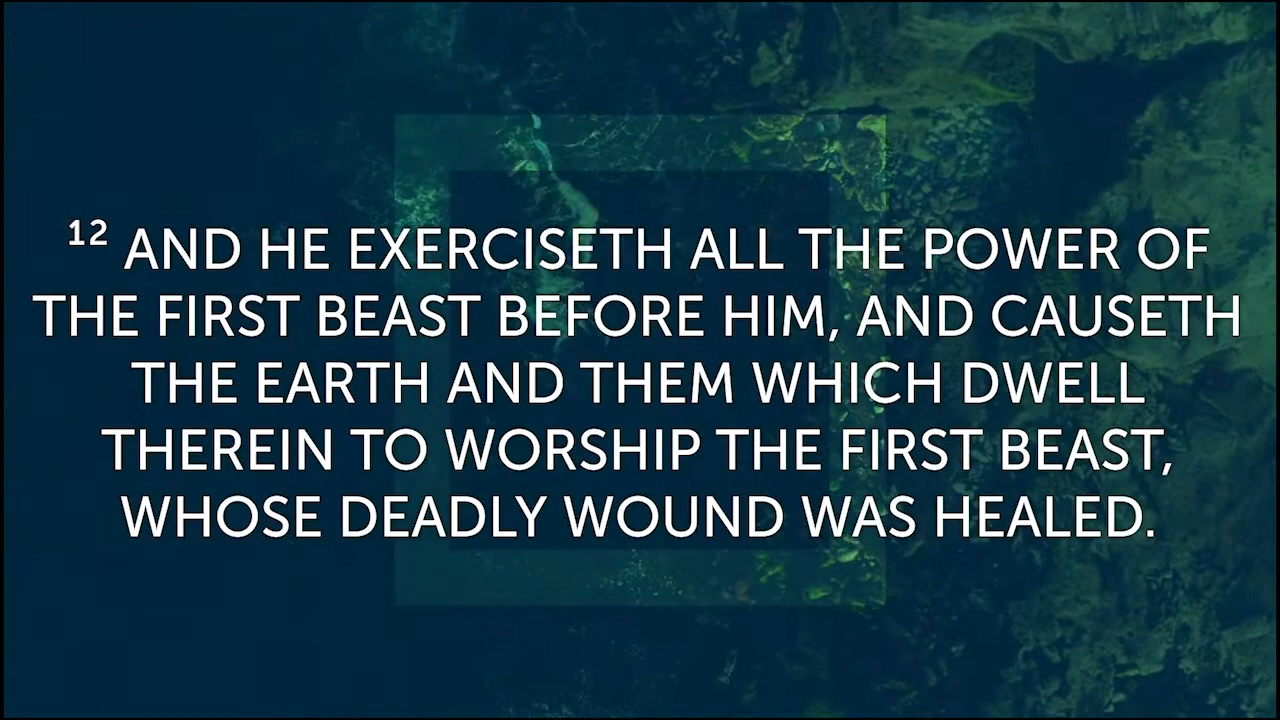 12 AND HE EXERCISETH ALL THE POWER OF
THE FIRST BEAST BEFORE HIM, AND CAUSETH
THE EARTH AND THEM WHICH DWELL
THEREIN TO WORSHIP THE FIRST BEAST,
WHOSE DEADLY WOUND WAS HEALED.